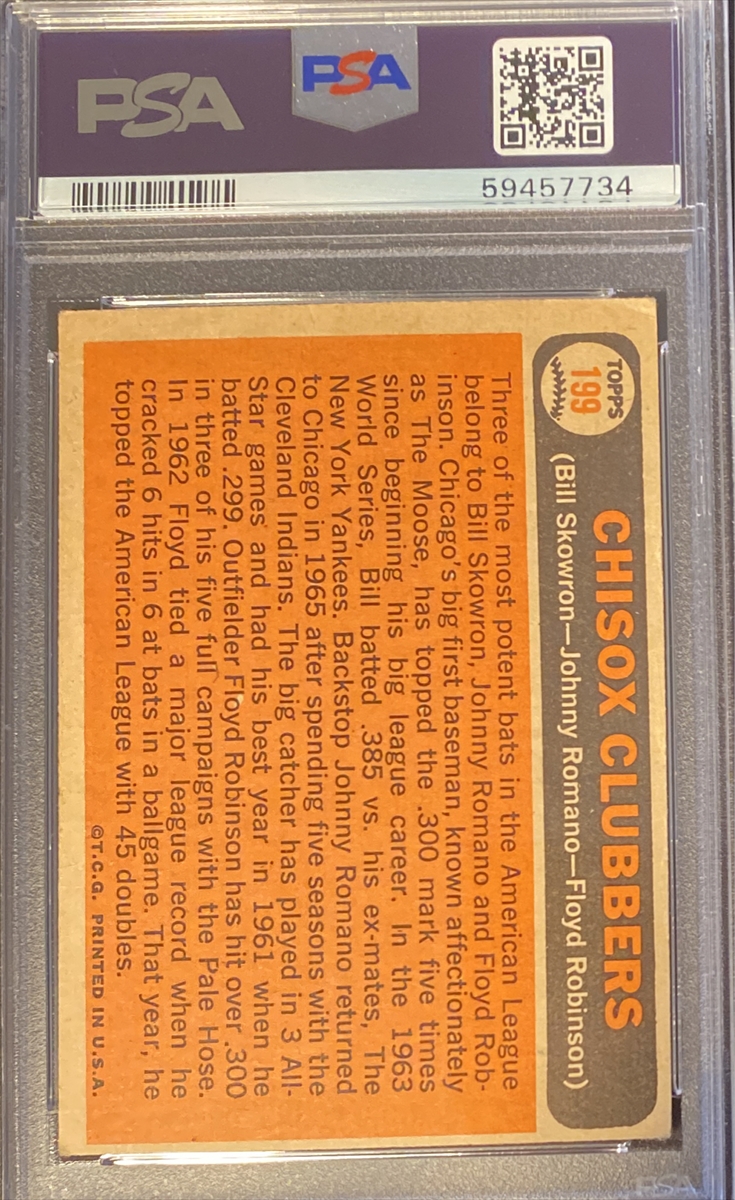 PSA
PSA
59457734
TOPPS
199
CHISOX CLUBBERS
(Bill Skowron—Johnny Romano—Floyd Robinson)
Three of the most potent bats in the American League
belong to Bill Skowron, Johnny Romano and Floyd Rob-
inson. Chicago's big first baseman, known affectionately
as The Moose, has topped the .300 mark five times
since beginning his big league career. In the 1963
World Series, Bill batted .385 vs. his ex-mates, The
New York Yankees. Backstop Johnny Romano returned
to Chicago in 1965 after spending five seasons with the
Cleveland Indians. The big catcher has played in 3 All-
Star games and had his best year in 1961 when he
batted .299. Outfielder Floyd Robinson has hit over .300
in three of his five full campaigns with the Pale Hose.
In 1962 Floyd tied a major league record when he
cracked 6 hits in 6 at bats in a ballgame. That year, he
topped the American League with 45 doubles.
©T.C.G. PRINTED IN U.S.A.
PSA